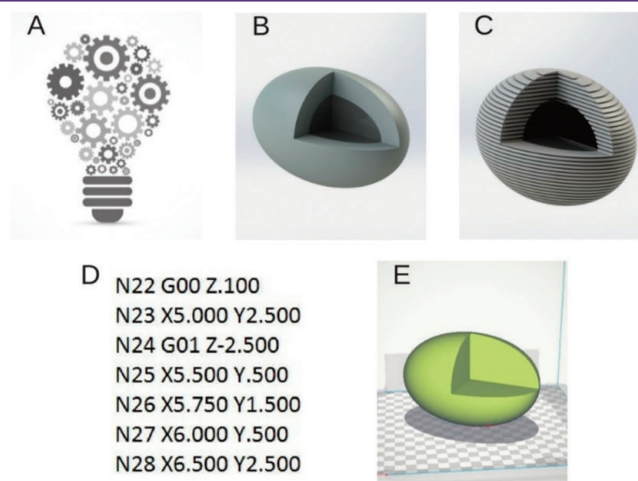 A
B
C
D
N22 G00 Z.100
N23 X5.000 Y2.500
N24 G01 Z-2.500
N25 X5.500 Y.500
N26 X5.750 Y1.500
N27 X6.000 Y.500
N28 X6.500 Y2.500
E